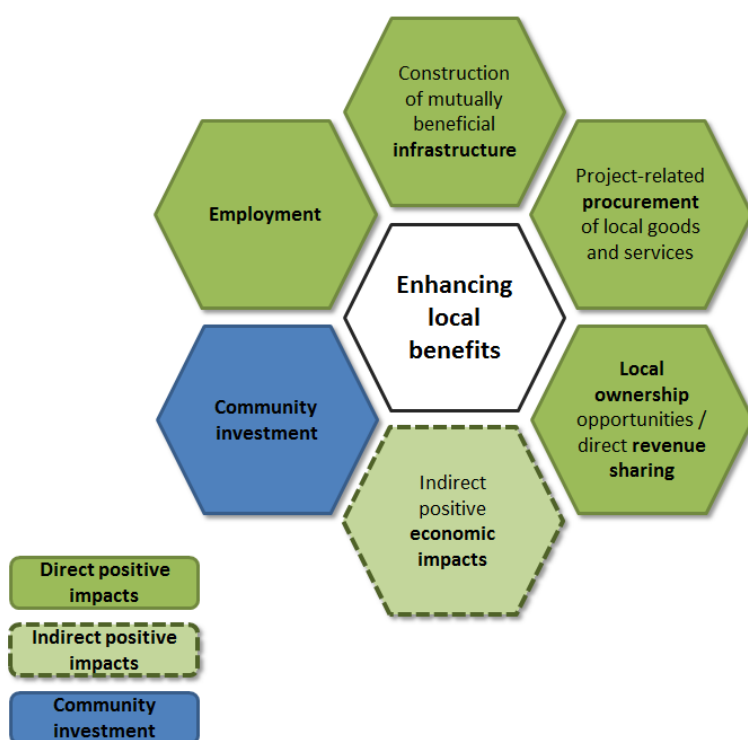 Construction
of mutually
beneficial
infrastructure
Employment
Project-related
procurement
of local goods
and services
Enhancing
local
benefits
Community
investment
Local
ownership
opportunities /
direct revenue
sharing
Indirect
positive
economic
impacts
Direct positive
impacts
Indirect positive
impacts
Community
investment